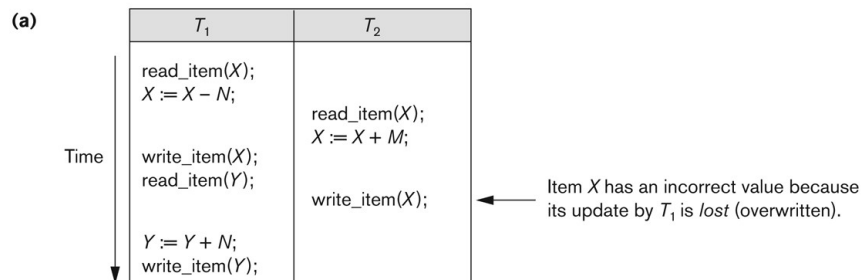 (a)
T₁ T₂
read_item(X);
X := X – N;
read_item(X);
X := X + M;
Time
write_item(X);
read_item(Y);
write_item(X);
Item X has an incorrect value because
its update by T₁ is lost (overwritten).
Y := Y + N;
write_item(Y);